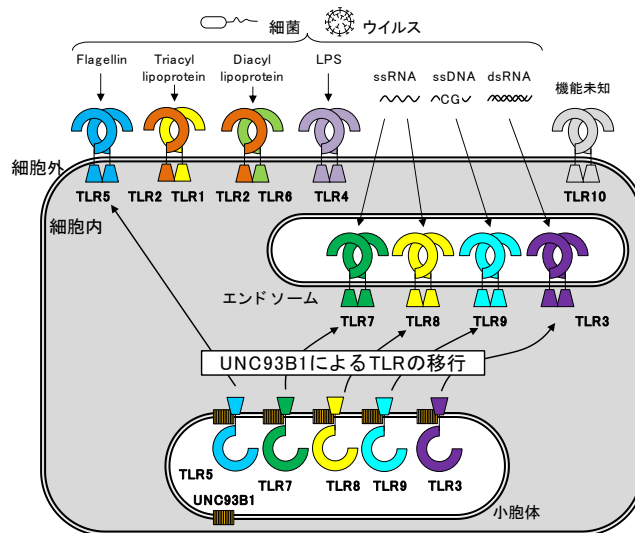 細菌 ウイルス
Flagellin
Triacyl
lipoprotein
Diacyl
lipoprotein
LPS
ssRNA ssDNA dsRNA
CG
機能未知
細胞外
TLR5 TLR2 TLR1 TLR2 TLR6 TLR4 TLR10
細胞内
エンドソーム
TLR7 TLR8 TLR9 TLR3
UNC93B1によるTLRの移行
TLR5 TLR7 TLR8 TLR9 TLR3
UNC93B1
小胞体